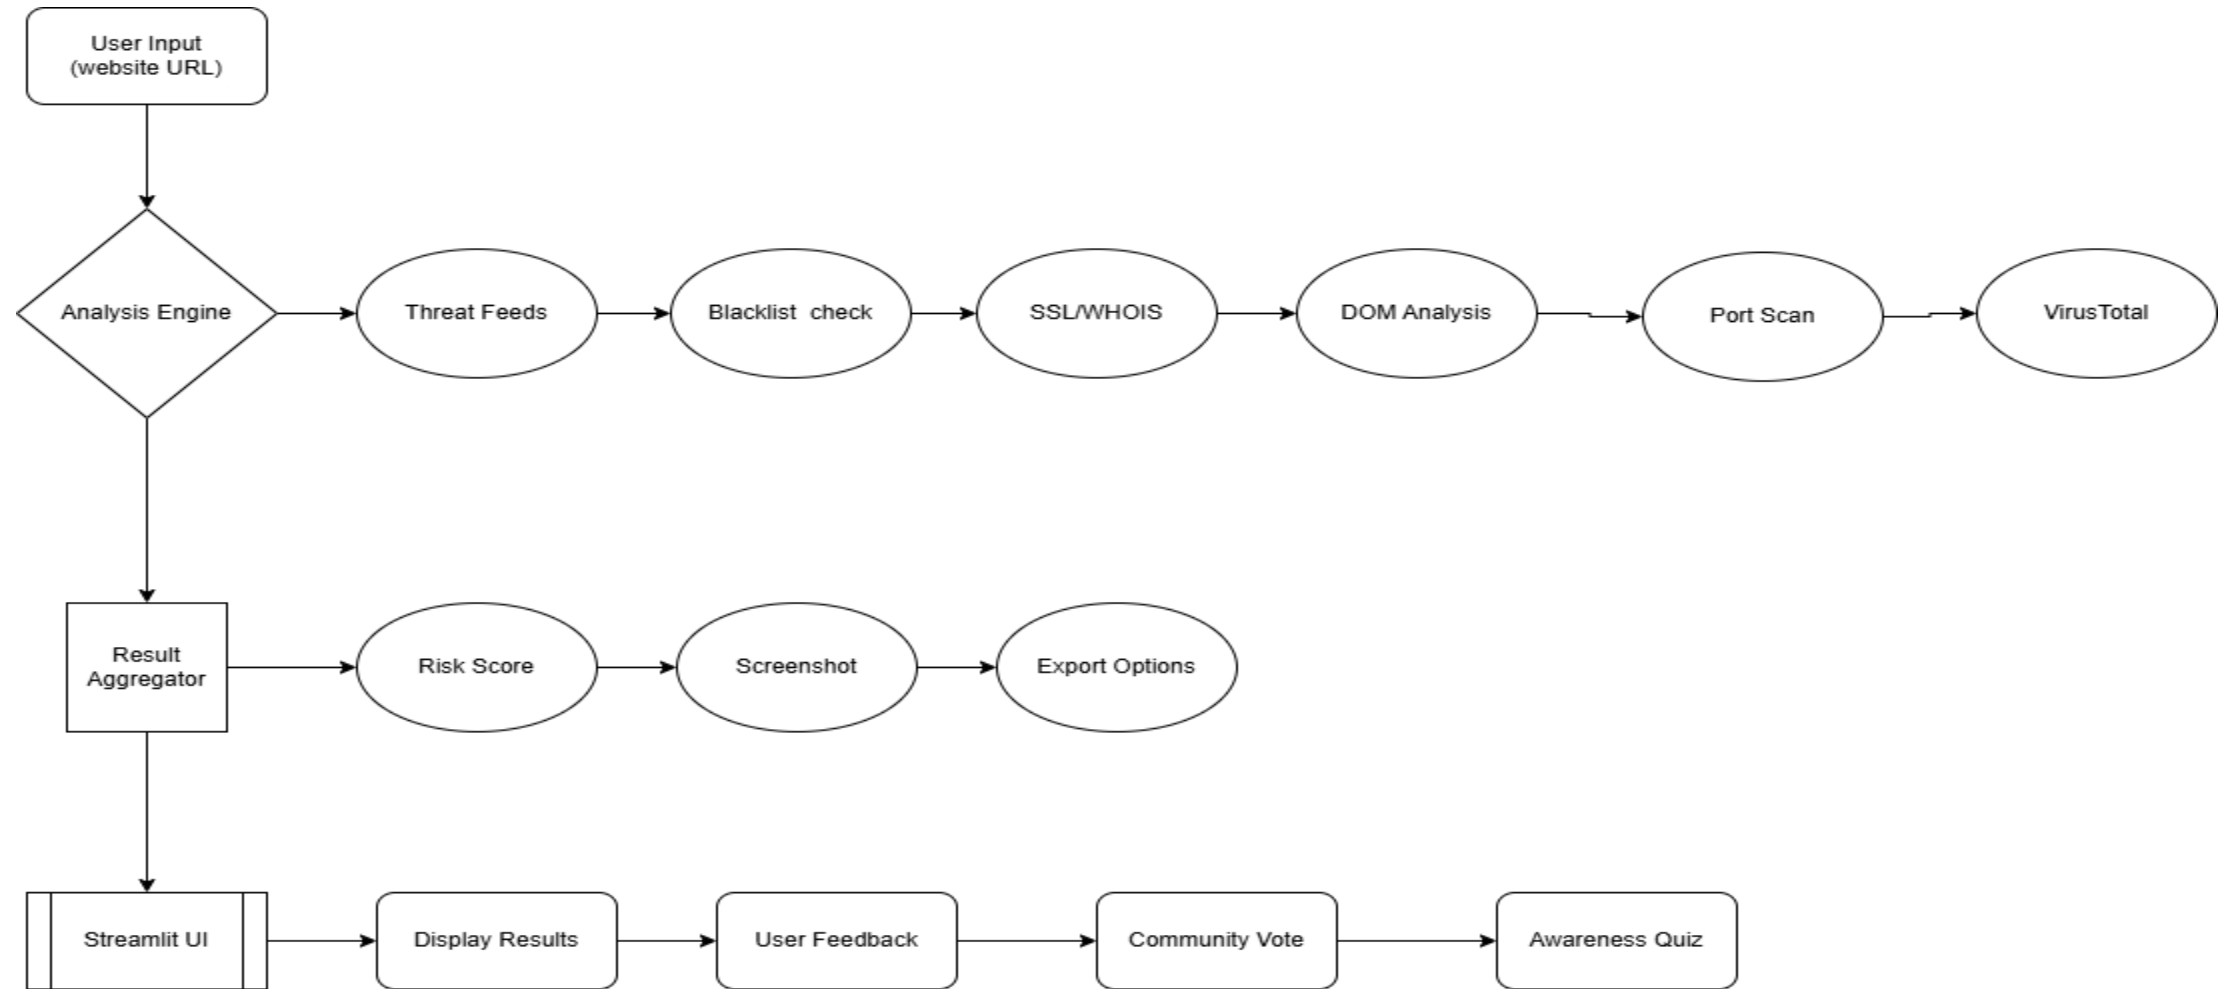 User Input
(website URL)
Analysis Engine
Threat Feeds
Blacklist  check
SSL/WHOIS
DOM Analysis
Port Scan
VirusTotal
Result
Aggregator
Risk Score
Screenshot
Export Options
Streamlit UI
Display Results
User Feedback
Community Vote
Awareness Quiz